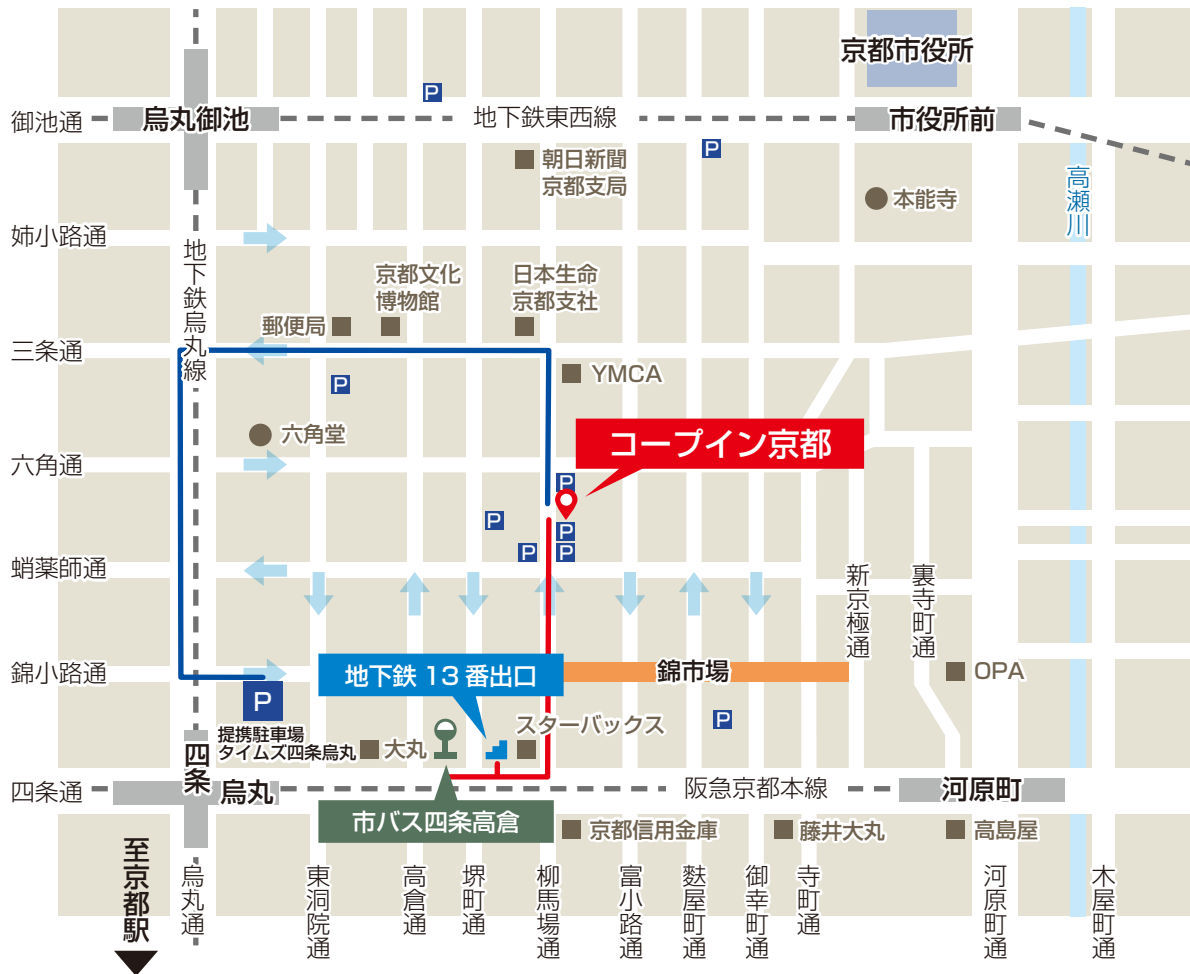 京都市役所
P
御池通
烏丸御池
地下鉄東西線
市役所前
P
朝日新聞
京都支局
本能寺
高瀬川
姉小路通
地下鉄烏丸線
京都文化
博物館
日本生命
京都支社
郵便局
三条通
YMCA
P
六角堂
コープイン京都
六角通
P
P
P
P
P
蛸薬師通
新京極通
裏寺町通
錦小路通
地下鉄 13 番出口
錦市場
OPA
P
提携駐車場
タイムズ四条烏丸
スターバックス
P
大丸
四条
四条通
烏丸
阪急京都本線
河原町
市バス四条高倉
京都信用金庫
藤井大丸
高島屋
至京都駅
烏丸通
東洞院通
高倉通
堺町通
柳馬場通
富小路通
麩屋町通
御幸町通
寺町通
河原町通
木屋町通